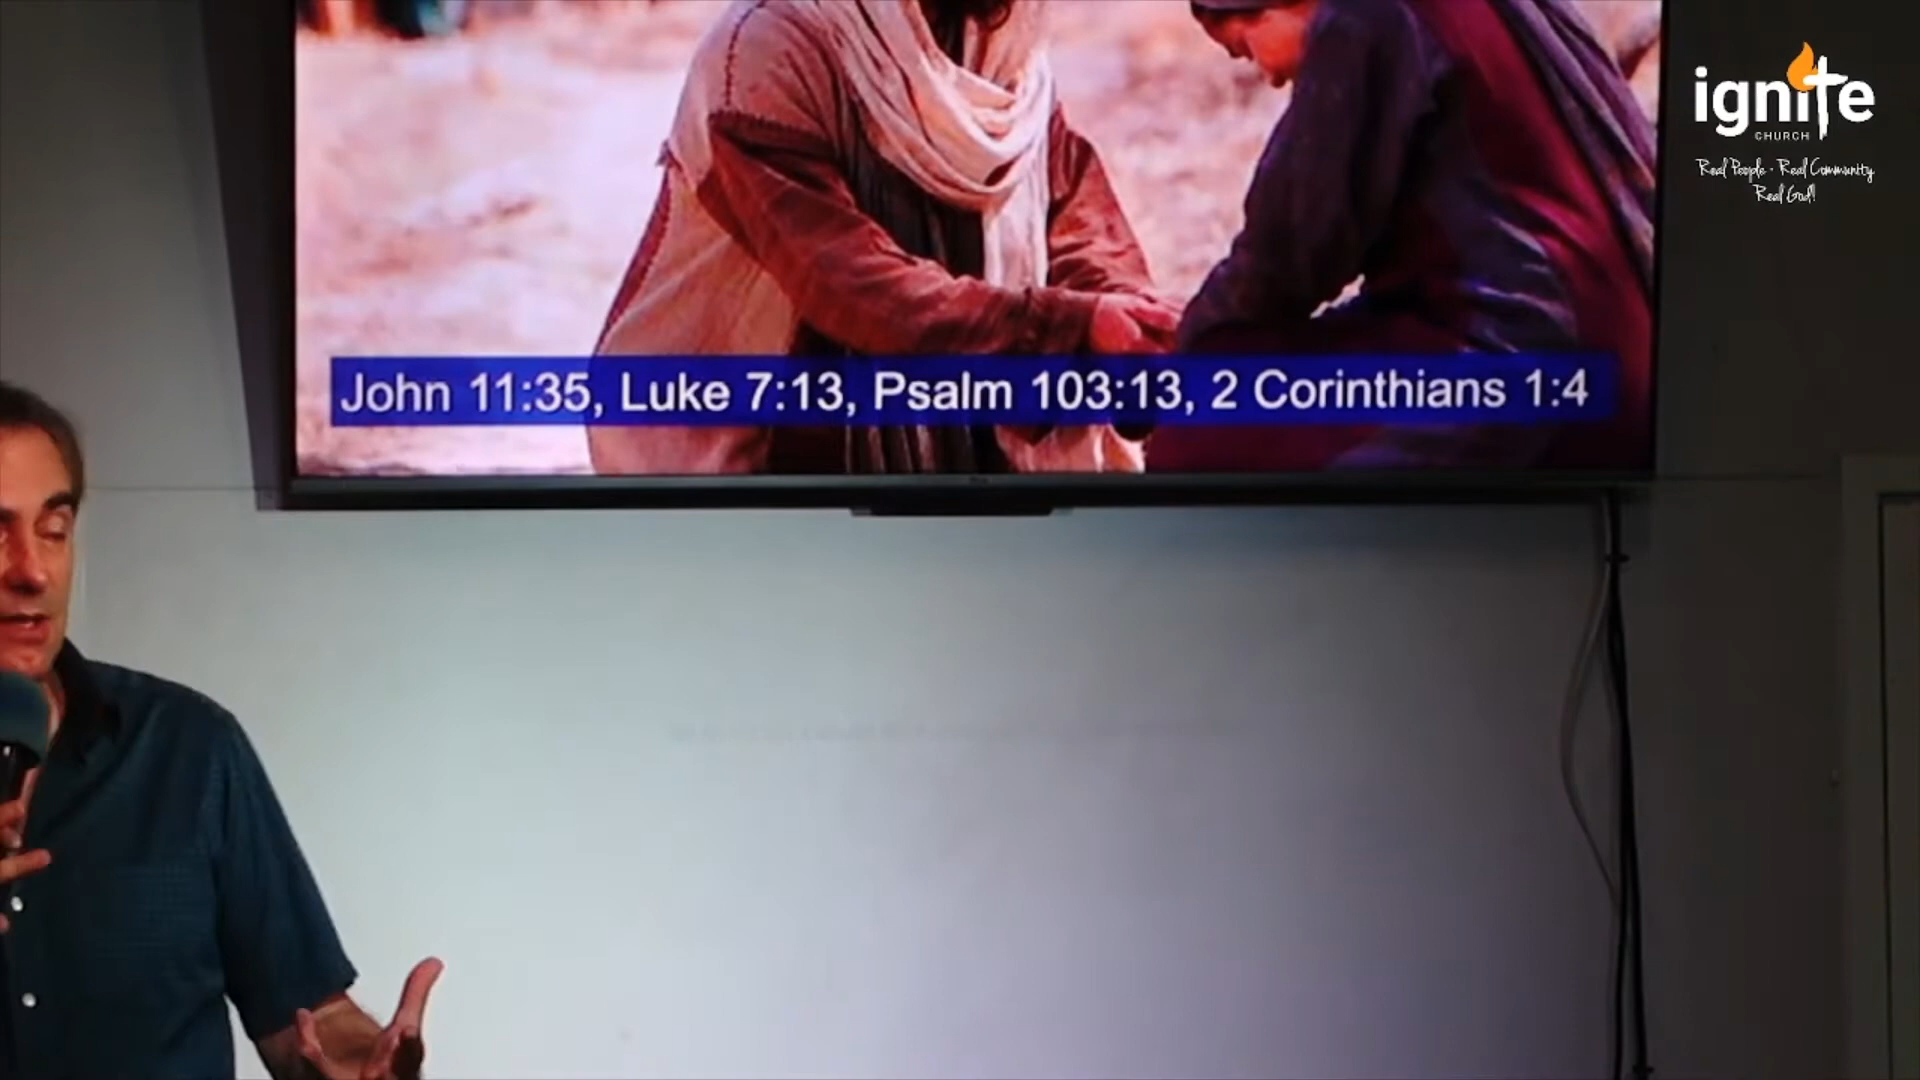 John 11:35, Luke 7:13, Psalm 103:13, 2 Corinthians 1:4
ignite
CHURCH
Real People - Real Community
Real God!